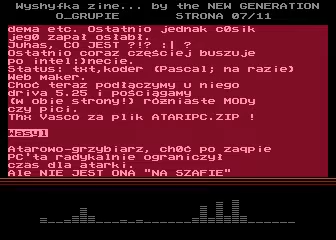 Wyshyfka zine... by the NEW GENERATION
O_GRUPIE STRONA 07/11
dema etc. Ostatnio jednak c0śik
jeg0 zapał osłabł.
Juhas, CO JEST ?!? :| ?
Ostatnio coraz częściej buszuje
po intel:)necie.
Status: txt,koder (Pascal; na razie)
Web maker.
Choć teraz podłączymy u niego
driva 5.25 i pościągamy
(w obie strony!) różniaste MODy
czy pici.
Thx Vasco za plik ATARIPC.ZIP !
Wasyl
Atarowo-grzybiarz, ch0ć po zaqpie
PC'ta radykalnie ograniczył
czas dla atarki.
Ale NIE JEST ONA "NA SZAFIE"